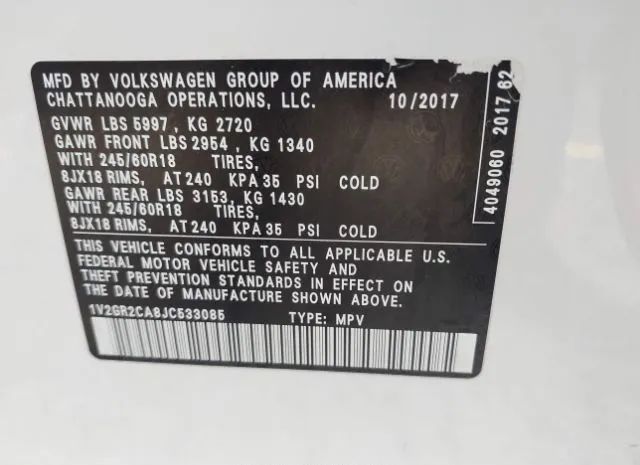 MFD BY VOLKSWAGEN GROUP OF AMERICA
CHATTANOOGA OPERATIONS, LLC. 10/2017
GVWR LBS 5997 , KG 2720
GAWR FRONT LBS 2954 , KG 1340
WITH 245/60R18 TIRES,
8JX18 RIMS, AT 240 KPA 35 PSI COLD
GAWR REAR LBS 3153, KG 1430
WITH 245/60R18 TIRES,
8JX18 RIMS, AT 240 KPA 35 PSI COLD
THIS VEHICLE CONFORMS TO ALL APPLICABLE U.S.
FEDERAL MOTOR VEHICLE SAFETY AND
THEFT PREVENTION STANDARDS IN EFFECT ON
THE DATE OF MANUFACTURE SHOWN ABOVE.
1V2GR2CA8JC533085 TYPE: MPV
4049060 2017 62